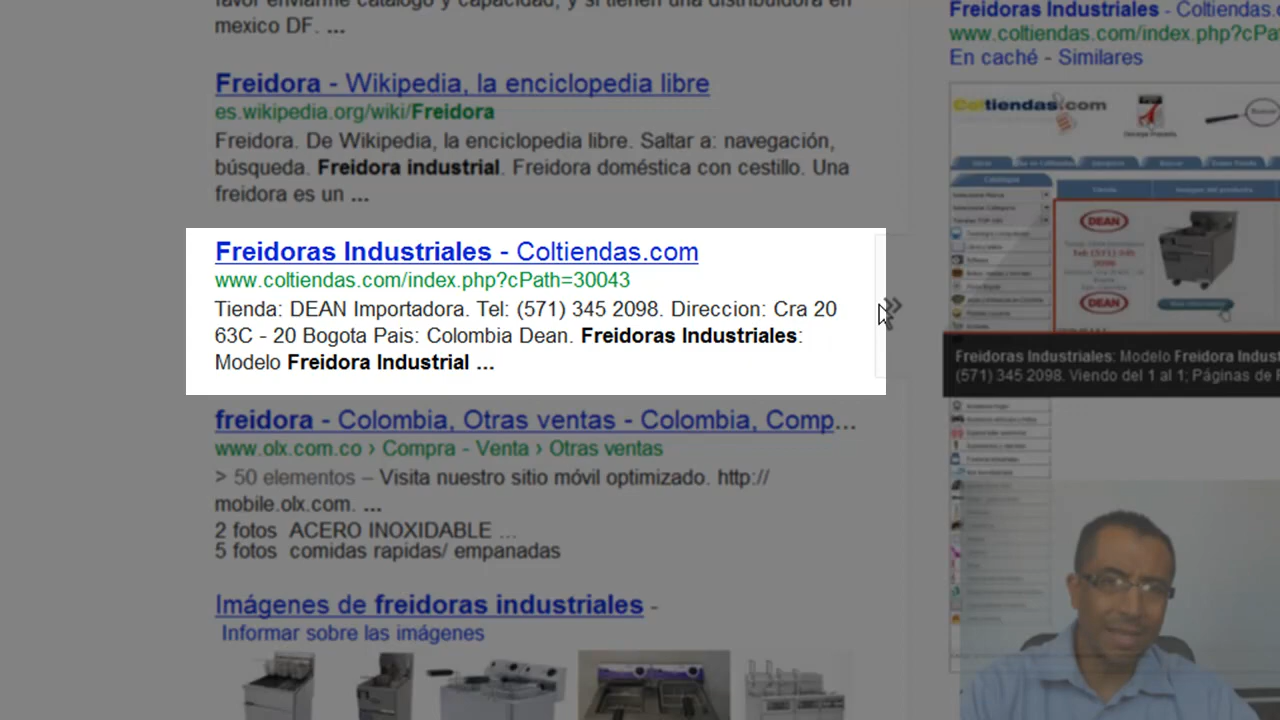 favor enviarme catalogo y capacidad, y si tienen una distribuidora en
mexico DF. ...
Freidora - Wikipedia, la enciclopedia libre
es.wikipedia.org/wiki/Freidora
Freidora. De Wikipedia, la enciclopedia libre. Saltar a: navegación,
búsqueda. Freidora industrial. Freidora doméstica con cestillo. Una
freidora es un ...
Freidoras Industriales - Coltiendas.com
www.coltiendas.com/index.php?cPath=30043
Tienda: DEAN Importadora. Tel: (571) 345 2098. Direccion: Cra 20
63C - 20 Bogota Pais: Colombia Dean. Freidoras Industriales:
Modelo Freidora Industrial ...
freidora - Colombia, Otras ventas - Colombia, Comp...
www.olx.com.co › Compra - Venta › Otras ventas
> 50 elementos – Visita nuestro sitio móvil optimizado. http://
mobile.olx.com. ...
2 fotos ACERO INOXIDABLE ...
5 fotos comidas rapidas/ empanadas
Imágenes de freidoras industriales -
Informar sobre las imágenes
Freidoras Industriales - Coltiendas.c
www.coltiendas.com/index.php?cPat
En caché - Similares
Coltiendas.com
DEAN
DEAN
Freidoras Industriales: Modelo Freidora Indust
(571) 345 2098. Viendo del 1 al 1; Páginas de